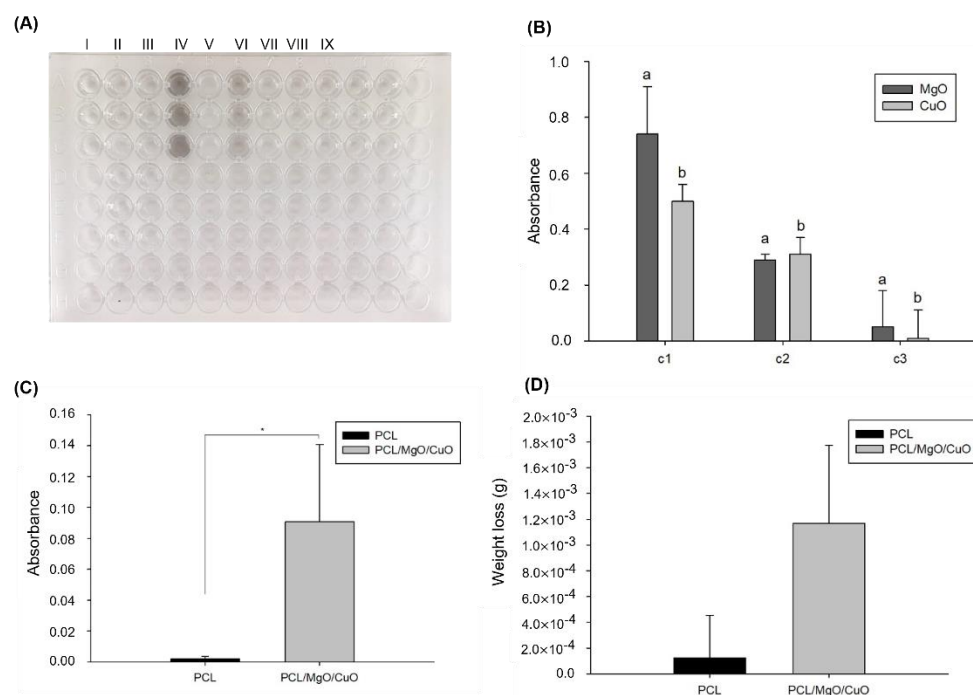 (A)
I II III IV V VI VII VIII IX
(B)
1.0
0.8
0.6
0.4
0.2
0.0
Absorbance
a
b
a
b
a
b
MgO
CuO
c1 c2 c3
(C)
0.16
0.14
0.12
0.10
0.08
0.06
0.04
0.02
0.00
Absorbance
*
PCL
PCL/MgO/CuO
PCL PCL/MgO/CuO
(D)
2.0×10⁻³
1.8×10⁻³
1.6×10⁻³
1.4×10⁻³
1.2×10⁻³
1.0×10⁻³
8.0×10⁻⁴
6.0×10⁻⁴
4.0×10⁻⁴
2.0×10⁻⁴
0.0
Weight loss (g)
PCL
PCL/MgO/CuO
PCL PCL/MgO/CuO